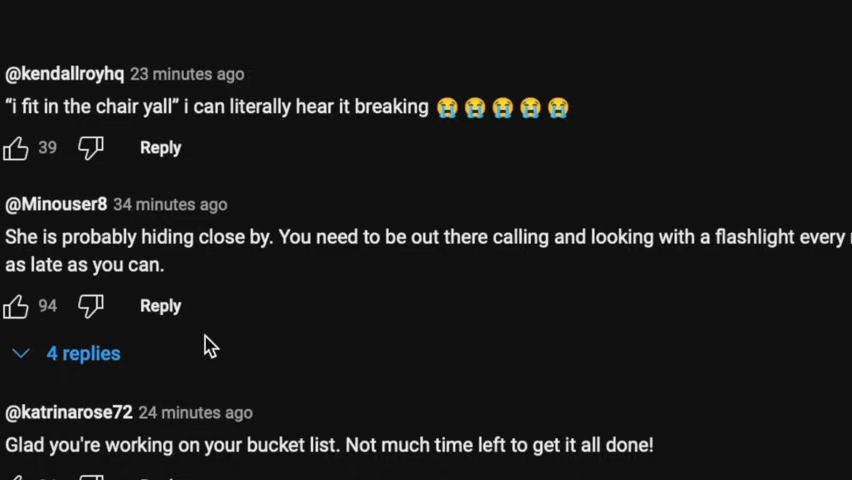 @kendallroyhq 23 minutes ago
“i fit in the chair yall” i can literally hear it breaking 😭😭😭😭😭
39 Reply
@Minouser8 34 minutes ago
She is probably hiding close by. You need to be out there calling and looking with a flashlight every
as late as you can.
94 Reply
4 replies
@katrinarose72 24 minutes ago
Glad you're working on your bucket list. Not much time left to get it all done!